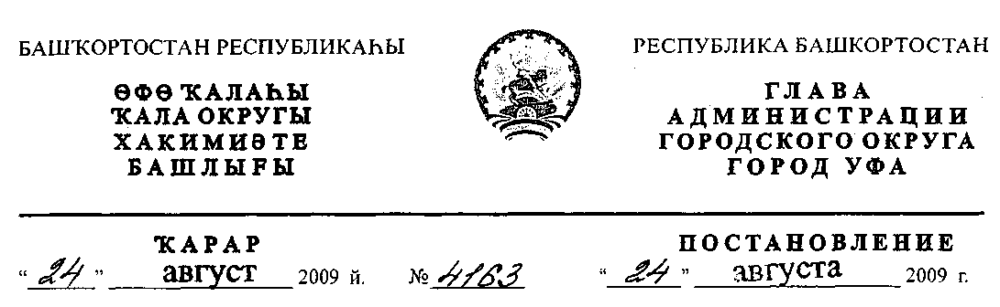 БАШҠОРТОСТАН РЕСПУБЛИКАҺЫ
ӨФӨ ҠАЛАҺЫ
ҠАЛА ОКРУГЫ
ХАКИМИӘТЕ
БАШЛЫҒЫ
РЕСПУБЛИКА БАШКОРТОСТАН
ГЛАВА
АДМИНИСТРАЦИИ
ГОРОДСКОГО ОКРУГА
ГОРОД УФА
ҠАРАР
“ 24 ” август 2009 й. № 4163
ПОСТАНОВЛЕНИЕ
“ 24 ” августа 2009 г.